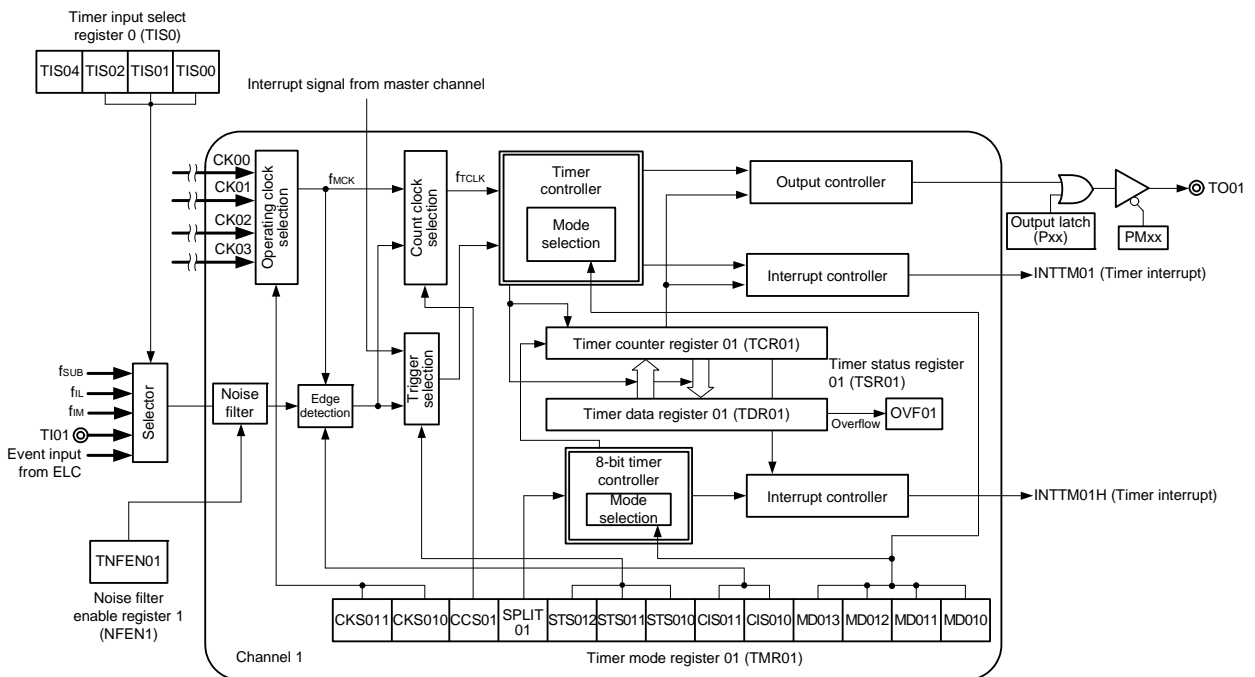 Timer input select
register 0 (TIS0)
TIS04 TIS02 TIS01 TIS00
Interrupt signal from master channel
CK00
CK01
CK02
CK03
Operating clock
selection
fMCK
Count clock
selection
fTCLK
Timer
controller
Mode
selection
Output controller
Output latch
(Pxx)
PMxx
TO01
Interrupt controller
INTTM01 (Timer interrupt)
Timer counter register 01 (TCR01)
Timer status register
01 (TSR01)
Trigger
selection
fSUB
fIL
fIM
TI01
Event input
from ELC
Selector
Noise
filter
Edge
detection
Timer data register 01 (TDR01)
Overflow
OVF01
8-bit timer
controller
Mode
selection
Interrupt controller
INTTM01H (Timer interrupt)
TNFEN01
Noise filter
enable register 1
(NFEN1)
CKS011 CKS010 CCS01 SPLIT
01 STS012 STS011 STS010 CIS011 CIS010 MD013 MD012 MD011 MD010
Channel 1
Timer mode register 01 (TMR01)